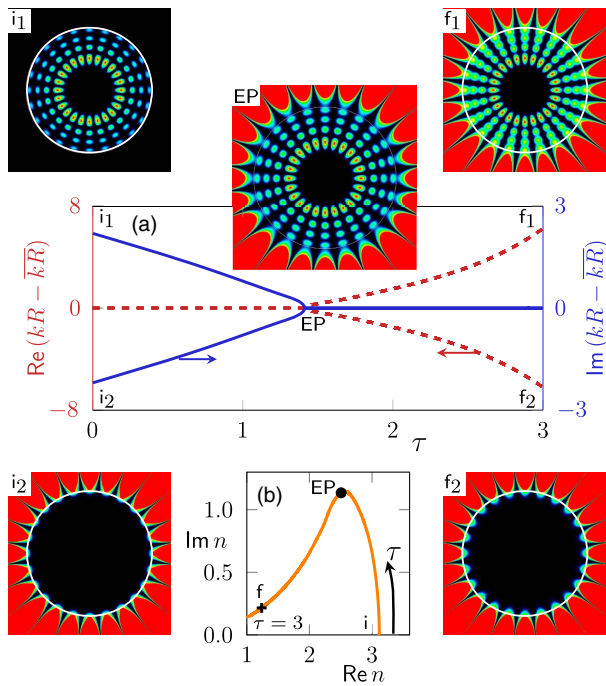 i₁
f₁
EP
8
i₁
(a)
f₁
3
Re (kR − \overline{kR})
0
EP
0
Im (kR − \overline{kR})
−8
i₂
f₂
−3
0
1
2
3
τ
i₂
(b)
EP
f₂
1.0
Im n
τ
0.5
f
τ = 3
i
0.0
1
2
3
Re n